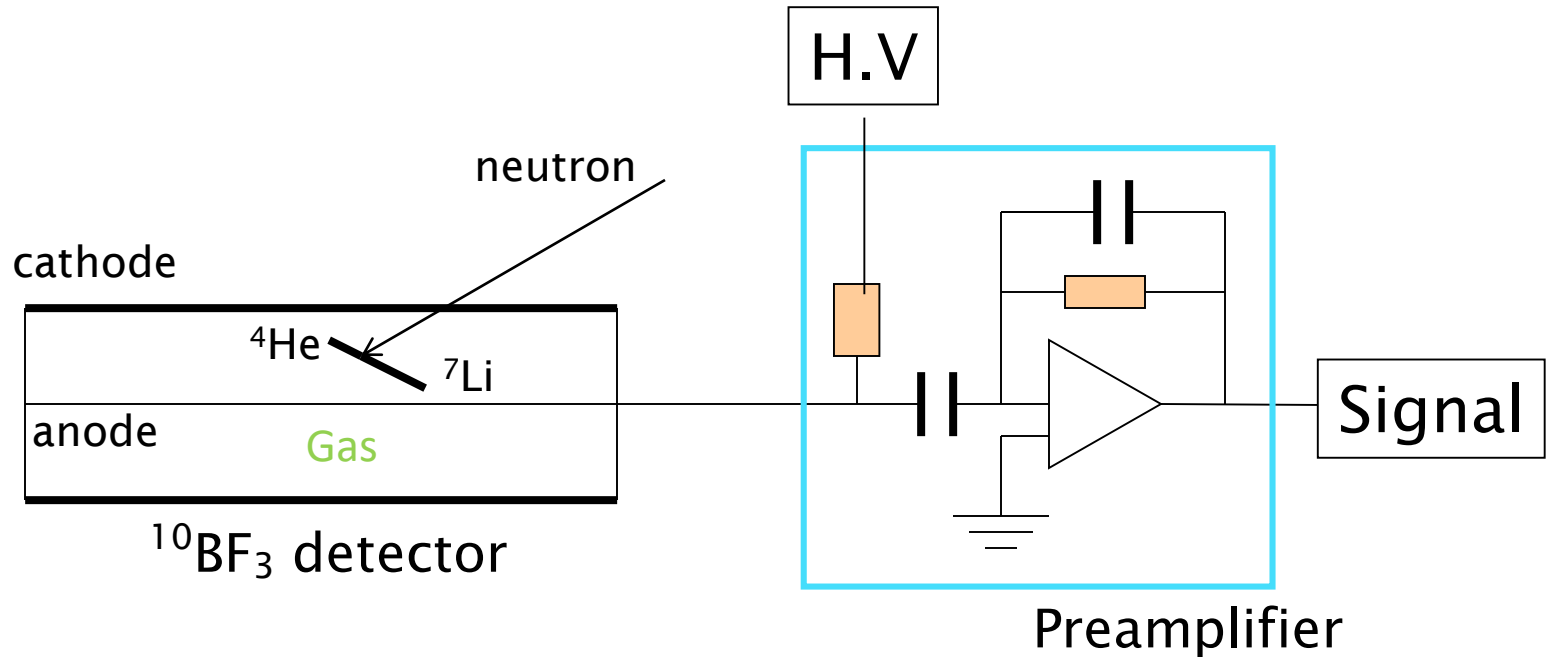 H.V
neutron
cathode
⁴He
⁷Li
anode
Gas
Signal
¹⁰BF₃ detector
Preamplifier